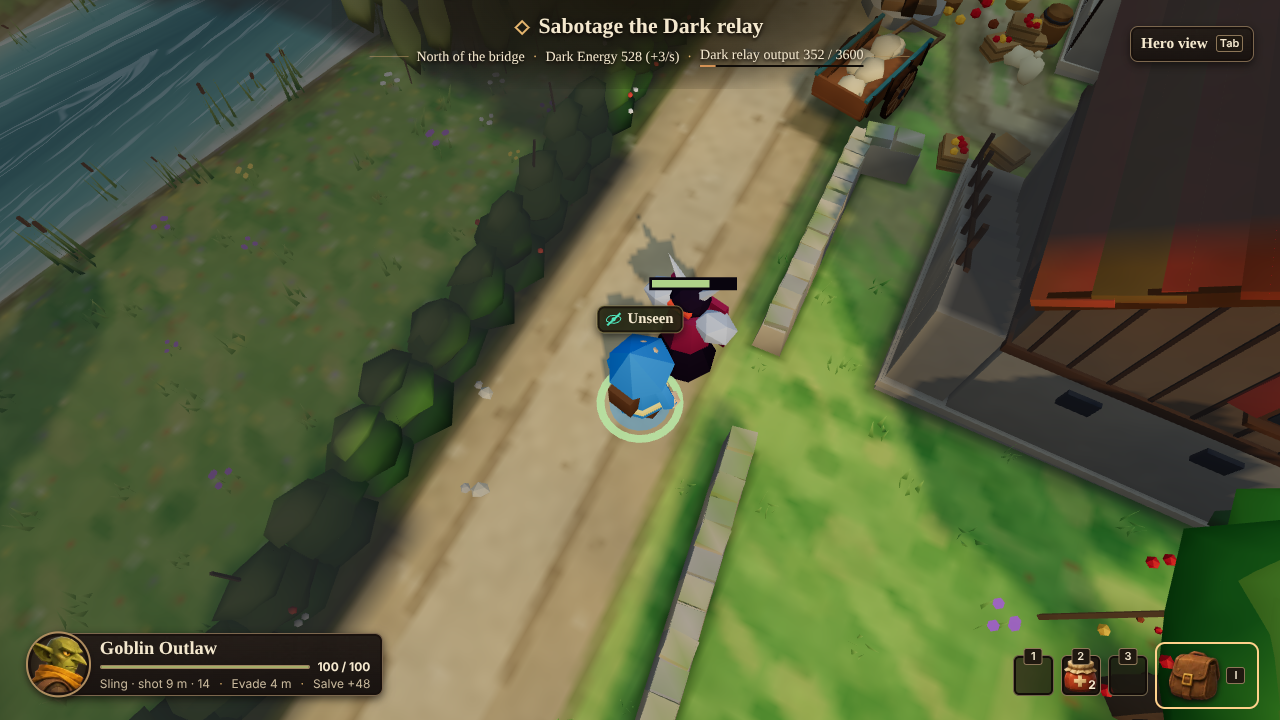 Sabotage the Dark relay
North of the bridge · Dark Energy 528 (+3/s) · Dark relay output 352 / 3600
Hero view Tab
Unseen
Goblin Outlaw
100 / 100
Sling · shot 9 m · 14 · Evade 4 m · Salve +48
1 2 3
2
I